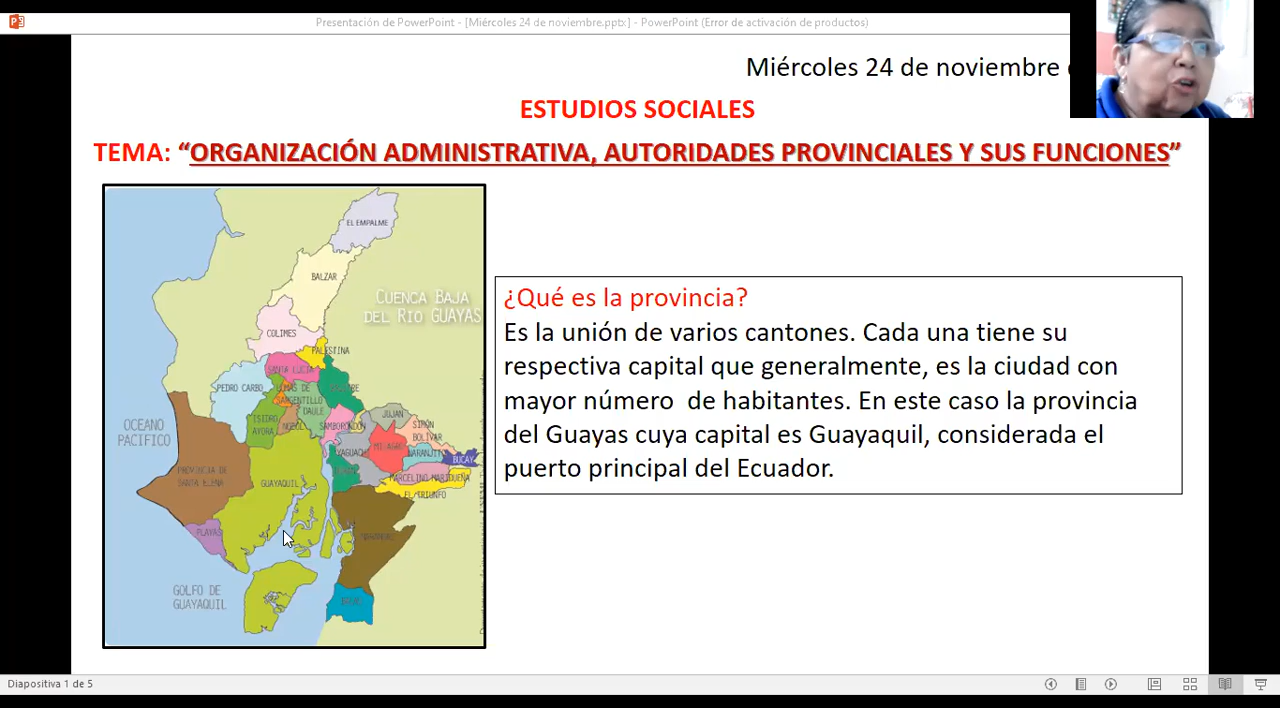 Presentación de PowerPoint - [Miércoles 24 de noviembre.pptx] - PowerPoint (Error de activación de productos)
Miércoles 24 de noviembre
ESTUDIOS SOCIALES
TEMA: “ORGANIZACIÓN ADMINISTRATIVA, AUTORIDADES PROVINCIALES Y SUS FUNCIONES”
EL EMPALME
BALZAR
CUENCA BAJA
DEL RIO GUAYAS
COLIMES
PALESTINA
SANTA LUCIA
PEDRO CARBO
DAULE
ISIDRO
AYORA
NOBOL
SAMBORONDON
JUJAN
SIMON
BOLIVAR
MILAGRO
NARANJITO
BUCAY
MARCELINO MARIDUEÑA
EL TRIUNFO
OCEANO
PACIFICO
PROVINCIA DE
SANTA ELENA
GUAYAQUIL
PLAYAS
GOLFO DE
GUAYAQUIL
¿Qué es la provincia?
Es la unión de varios cantones. Cada una tiene su
respectiva capital que generalmente, es la ciudad con
mayor número de habitantes. En este caso la provincia
del Guayas cuya capital es Guayaquil, considerada el
puerto principal del Ecuador.
Diapositiva 1 de 5